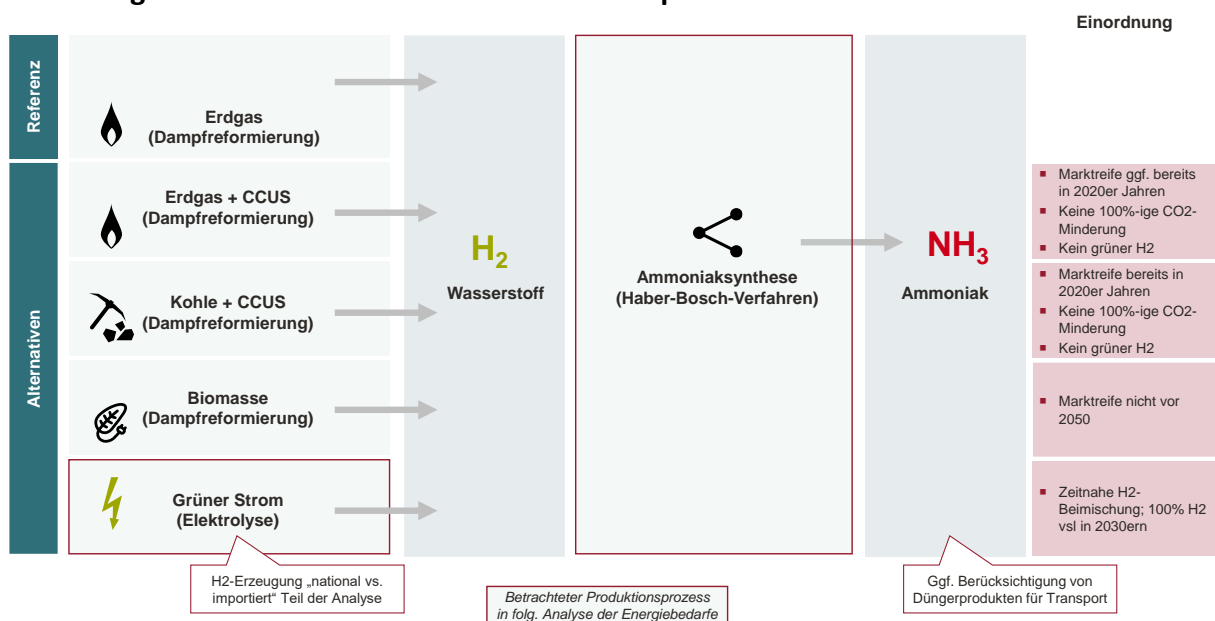 Einordnung
Referenz
Erdgas
(Dampfreformierung)
Alternativen
Erdgas + CCUS
(Dampfreformierung)
Kohle + CCUS
(Dampfreformierung)
Biomasse
(Dampfreformierung)
Grüner Strom
(Elektrolyse)
H2-Erzeugung „national vs.
importiert“ Teil der Analyse
H₂
Wasserstoff
Ammoniaksynthese
(Haber-Bosch-Verfahren)
Betrachteter Produktionsprozess
in folg. Analyse der Energiebedarfe
NH₃
Ammoniak
Ggf. Berücksichtigung von
Düngerprodukten für Transport
▪ Marktreife ggf. bereits
in 2020er Jahren
▪ Keine 100%-ige CO2-
Minderung
▪ Kein grüner H2
▪ Marktreife bereits in
2020er Jahren
▪ Keine 100%-ige CO2-
Minderung
▪ Kein grüner H2
▪ Marktreife nicht vor
2050
▪ Zeitnahe H2-
Beimischung; 100% H2
vsl in 2030ern